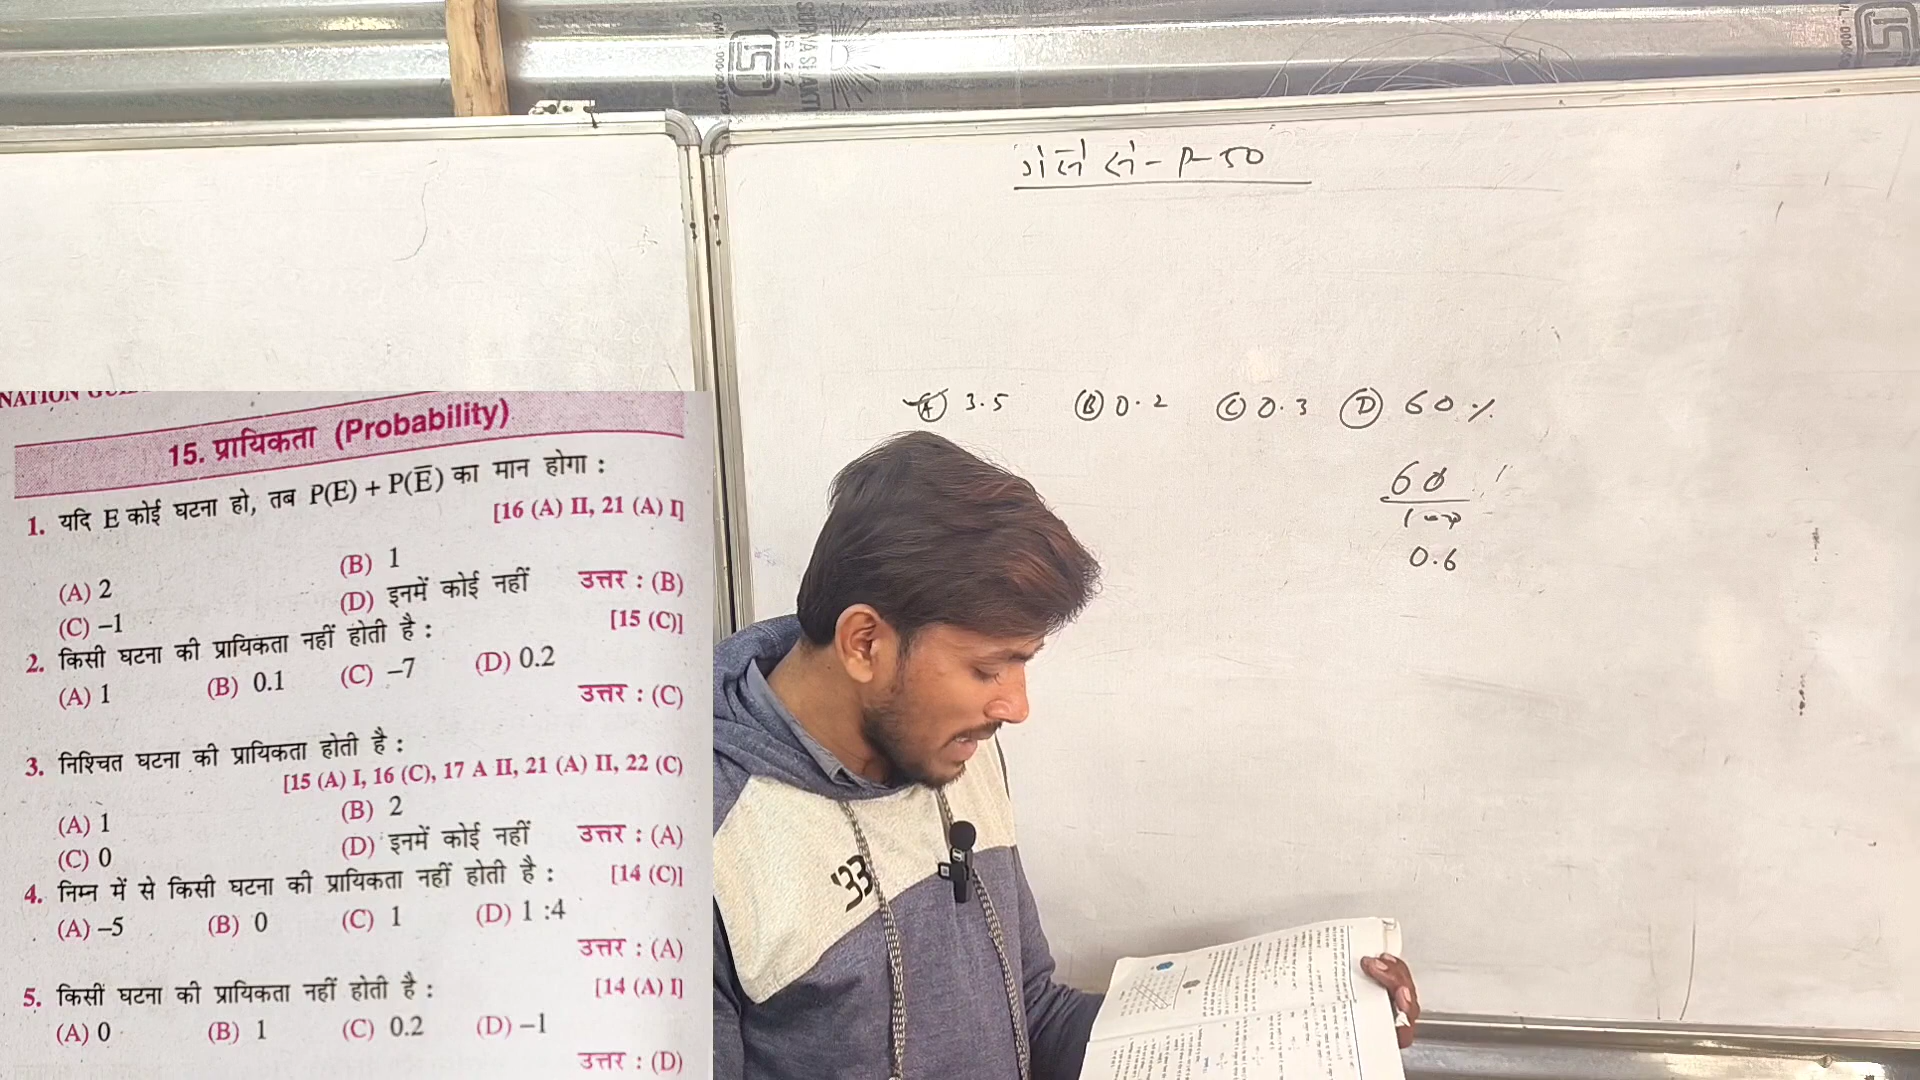 15. प्रायिकता (Probability)
1. यदि E कोई घटना हो, तब P(E) + P(E̅) का मान होगा :
[16 (A) II, 21 (A) I]
(A) 2 (B) 1
(C) –1 (D) इनमें कोई नहीं उत्तर : (B)
2. किसी घटना की प्रायिकता नहीं होती है : [15 (C)]
(A) 1 (B) 0.1 (C) –7 (D) 0.2
उत्तर : (C)
3. निश्चित घटना की प्रायिकता होती है :
[15 (A) I, 16 (C), 17 A II, 21 (A) II, 22 (C)
(A) 1 (B) 2
(C) 0 (D) इनमें कोई नहीं उत्तर : (A)
4. निम्न में से किसी घटना की प्रायिकता नहीं होती है : [14 (C)]
(A) –5 (B) 0 (C) 1 (D) 1 :4
उत्तर : (A)
5. किसी घटना की प्रायिकता नहीं होती है : [14 (A) I]
(A) 0 (B) 1 (C) 0.2 (D) –1
उत्तर : (D)
P-50
(A) 3.5 (B) 0.2 (C) 0.3 (D) 60%
60
100
0.6
'33